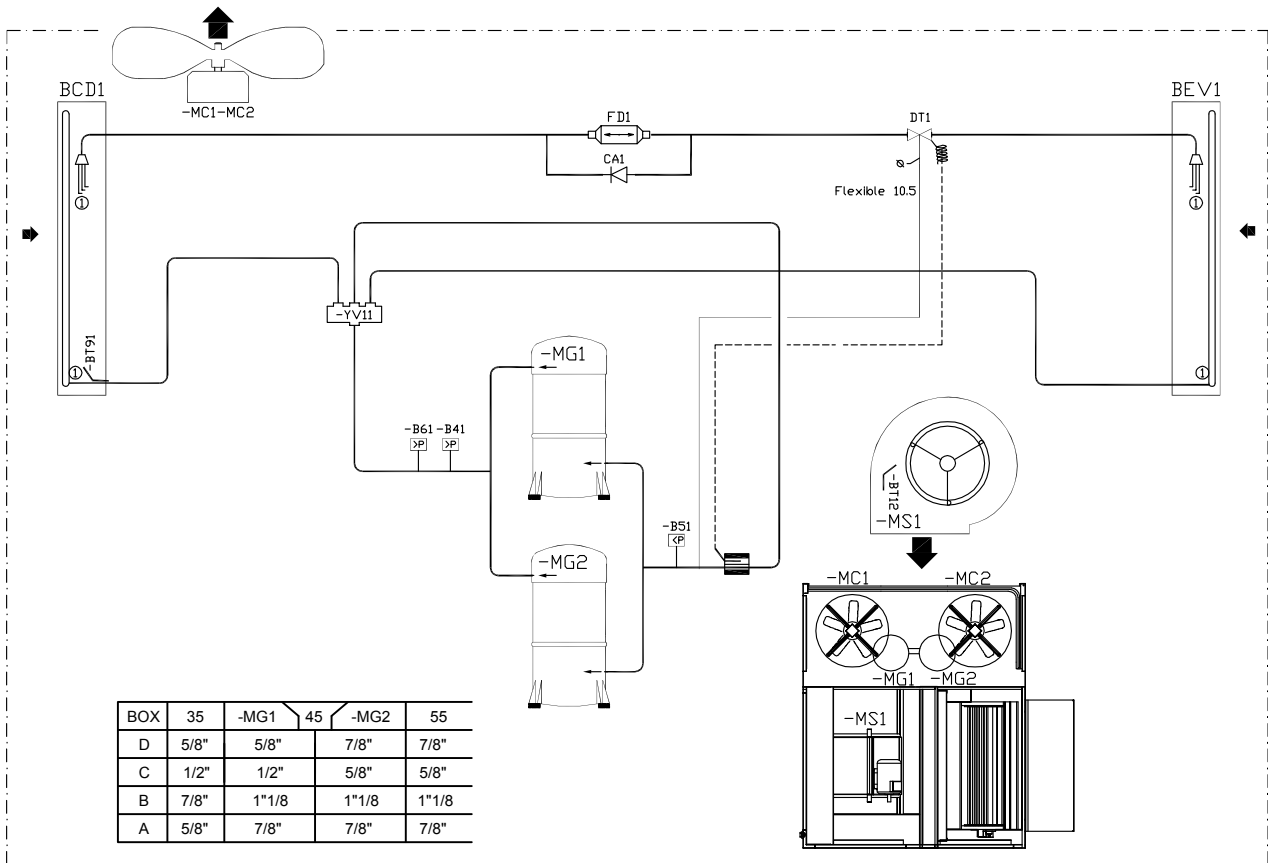 BCD1
-MC1-MC2
BEV1
FD1
CA1
DT1
Ø
Flexible 10.5
1
1
-YV11
-BT91
1
1
-MG1
-B61
-B41
>P
>P
-BT12
-MS1
-B51
<P
-MG2
-MC1
-MC2
-MG1
-MG2
-MS1
BOX 35 -MG1 45 -MG2 55
D 5/8" 5/8" 7/8" 7/8"
C 1/2" 1/2" 5/8" 5/8"
B 7/8" 1"1/8 1"1/8 1"1/8
A 5/8" 7/8" 7/8" 7/8"